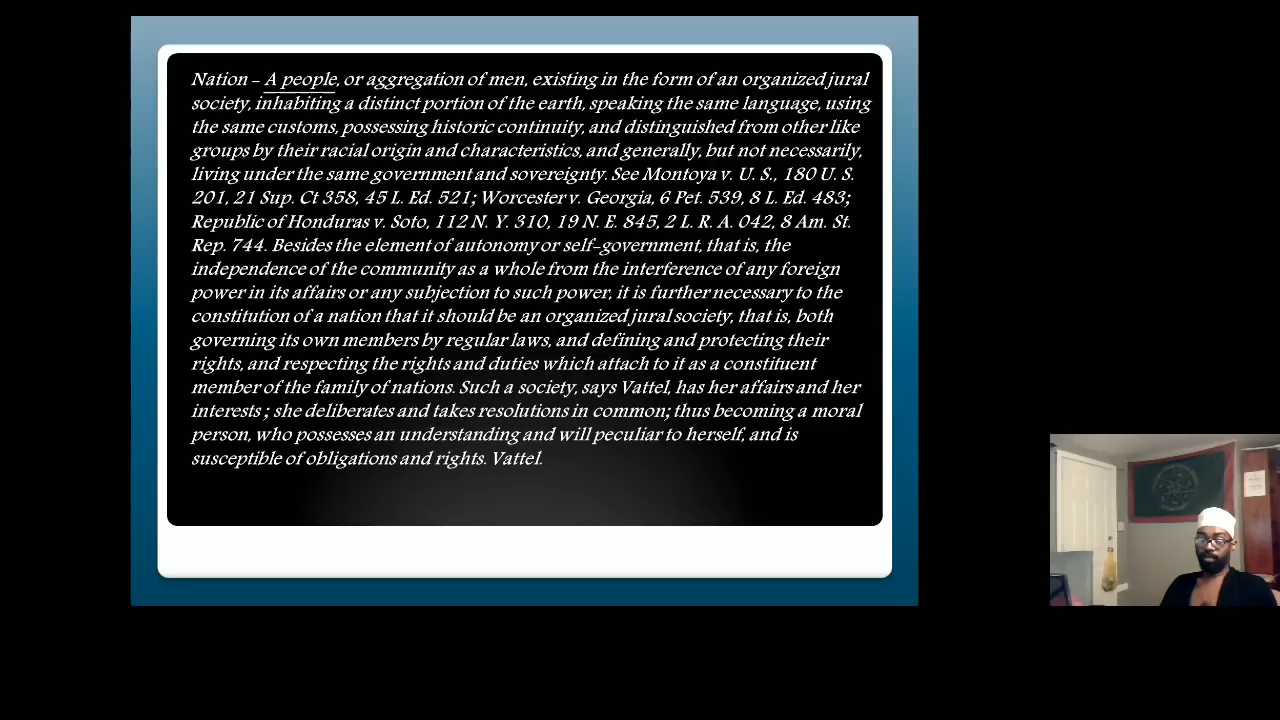 Nation – A people, or aggregation of men, existing in the form of an organized jural
society, inhabiting a distinct portion of the earth, speaking the same language, using
the same customs, possessing historic continuity, and distinguished from other like
groups by their racial origin and characteristics, and generally, but not necessarily,
living under the same government and sovereignty. See Montoya v. U. S., 180 U. S.
201, 21 Sup. Ct 358, 45 L. Ed. 521; Worcester v. Georgia, 6 Pet. 539, 8 L. Ed. 483;
Republic of Honduras v. Soto, 112 N. Y. 310, 19 N. E. 845, 2 L. R. A. 042, 8 Am. St.
Rep. 744. Besides the element of autonomy or self-government, that is, the
independence of the community as a whole from the interference of any foreign
power in its affairs or any subjection to such power, it is further necessary to the
constitution of a nation that it should be an organized jural society, that is, both
governing its own members by regular laws, and defining and protecting their
rights, and respecting the rights and duties which attach to it as a constituent
member of the family of nations. Such a society, says Vattel, has her affairs and her
interests ; she deliberates and takes resolutions in common; thus becoming a moral
person, who possesses an understanding and will peculiar to herself, and is
susceptible of obligations and rights. Vattel.